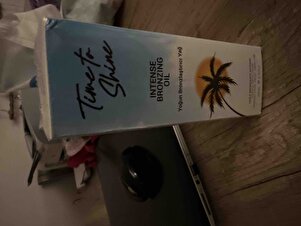 Time to
Shine
INTENSE
BRONZING
OIL
Yoğun Bronzlaştırıcı Yağ